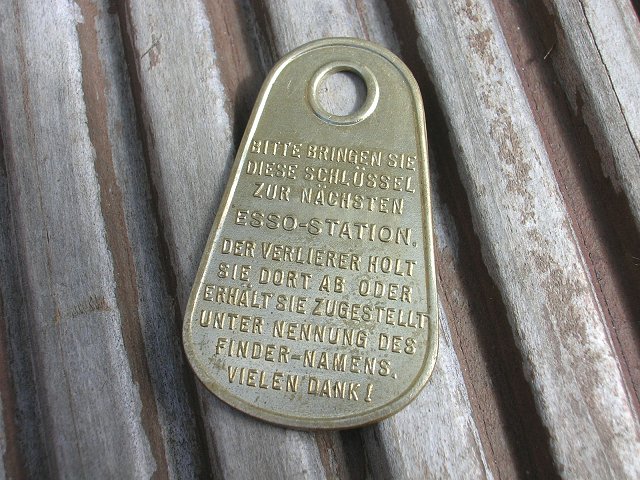 BITTE BRINGEN SIE
DIESE SCHLÜSSEL
ZUR NÄCHSTEN
ESSO-STATION.
DER VERLIERER HOLT
SIE DORT AB ODER
ERHÄLT SIE ZUGESTELLT
UNTER NENNUNG DES
FINDER-NAMENS.
VIELEN DANK!